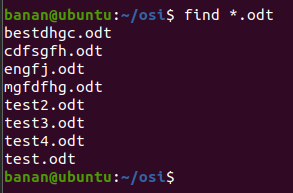 banan@ubuntu:~/osi$ find *.odt
bestdhgc.odt
cdfsgfh.odt
engfj.odt
mgfdfhg.odt
test2.odt
test3.odt
test4.odt
test.odt
banan@ubuntu:~/osi$